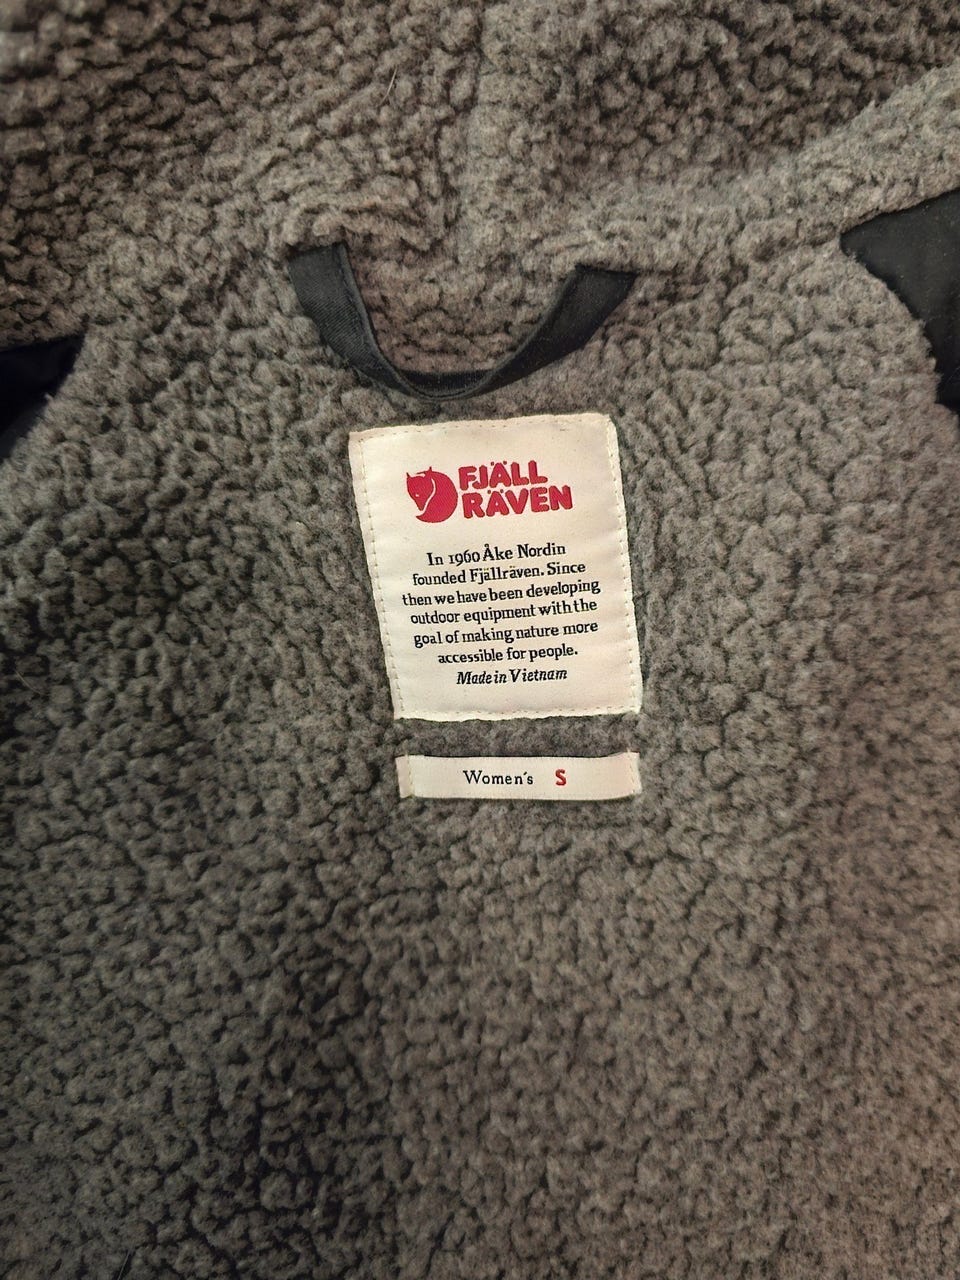 FJÄLL
RÄVEN
In 1960 Åke Nordin
founded Fjällräven. Since
then we have been developing
outdoor equipment with the
goal of making nature more
accessible for people.
Made in Vietnam
Women's S